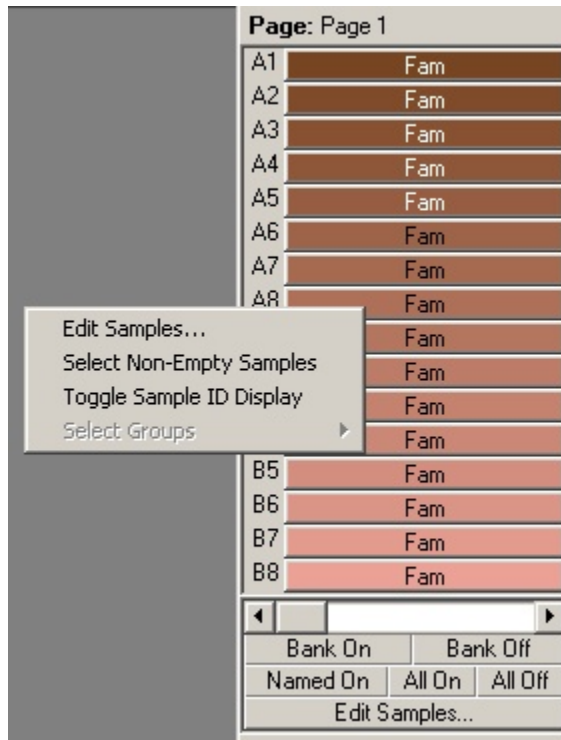 Page: Page 1
A1 Fam
A2 Fam
A3 Fam
A4 Fam
A5 Fam
A6 Fam
A7 Fam
A8 Fam
Fam
Fam
Fam
Fam
B5 Fam
B6 Fam
B7 Fam
B8 Fam
Edit Samples...
Select Non-Empty Samples
Toggle Sample ID Display
Select Groups
Bank On Bank Off
Named On All On All Off
Edit Samples...